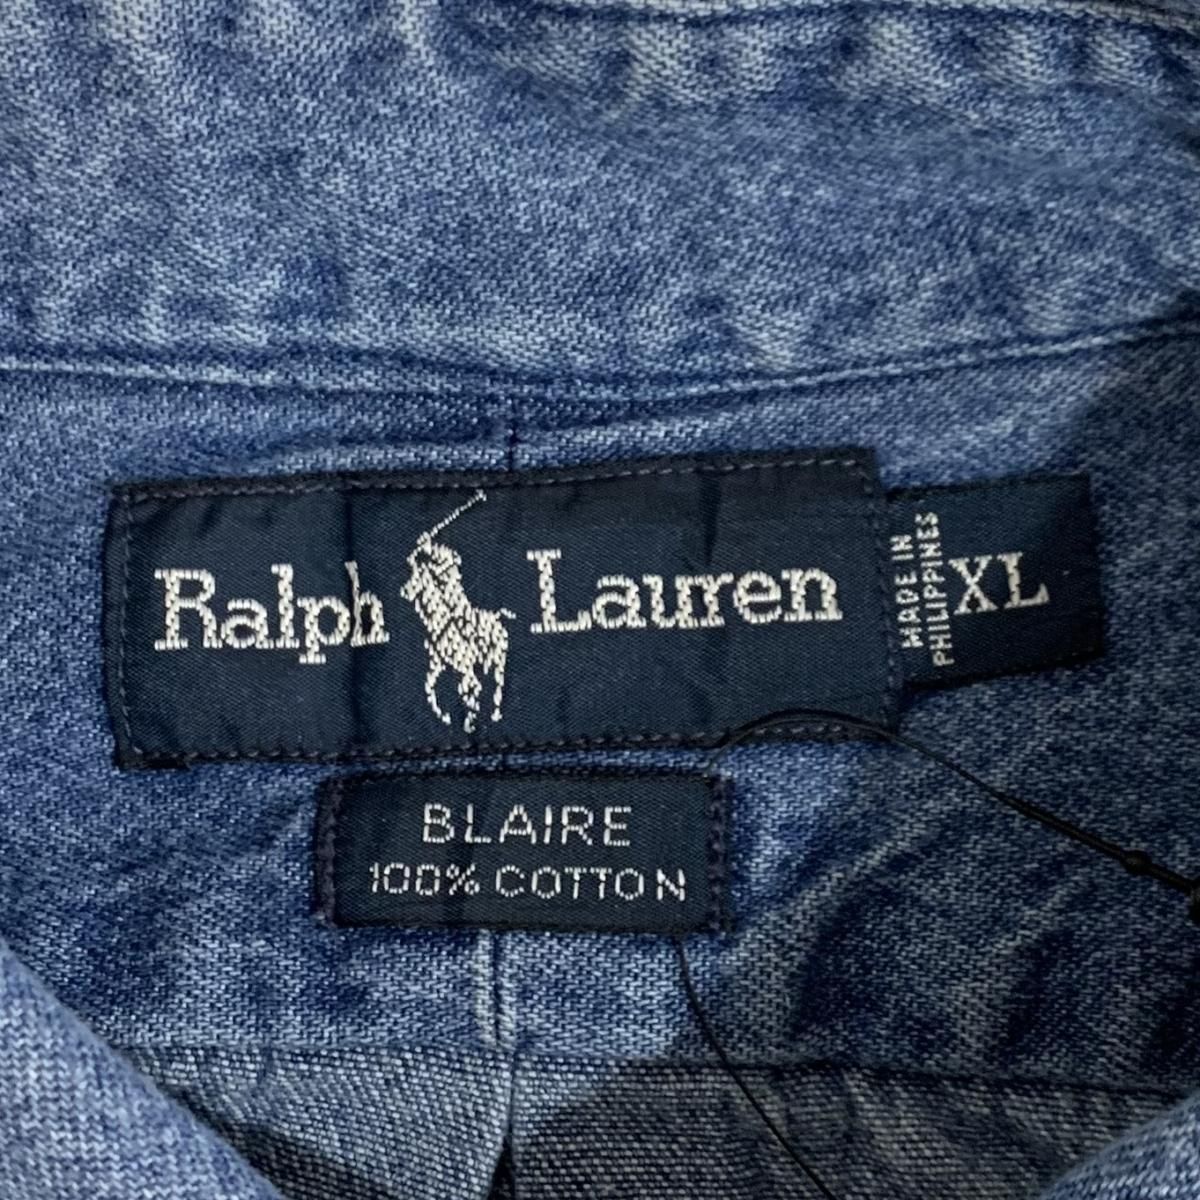 Ralph Lauren
MADE IN
PHILIPPINES
XL
BLAIRE
100% COTTON